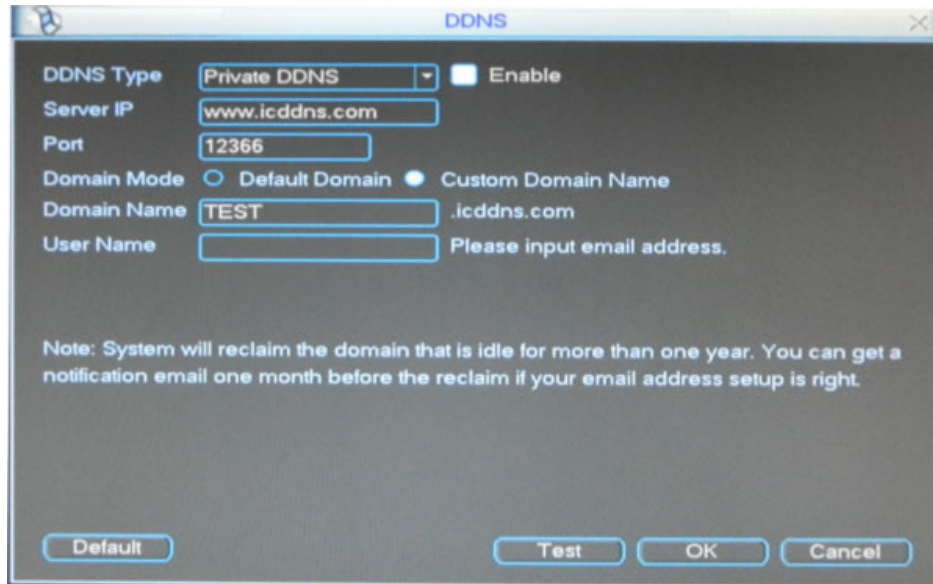 DDNS
DDNS Type Private DDNS Enable
Server IP www.icddns.com
Port 12366
Domain Mode Default Domain Custom Domain Name
Domain Name TEST .icddns.com
User Name Please input email address.
Note: System will reclaim the domain that is idle for more than one year. You can get a
notification email one month before the reclaim if your email address setup is right.
Default Test OK Cancel